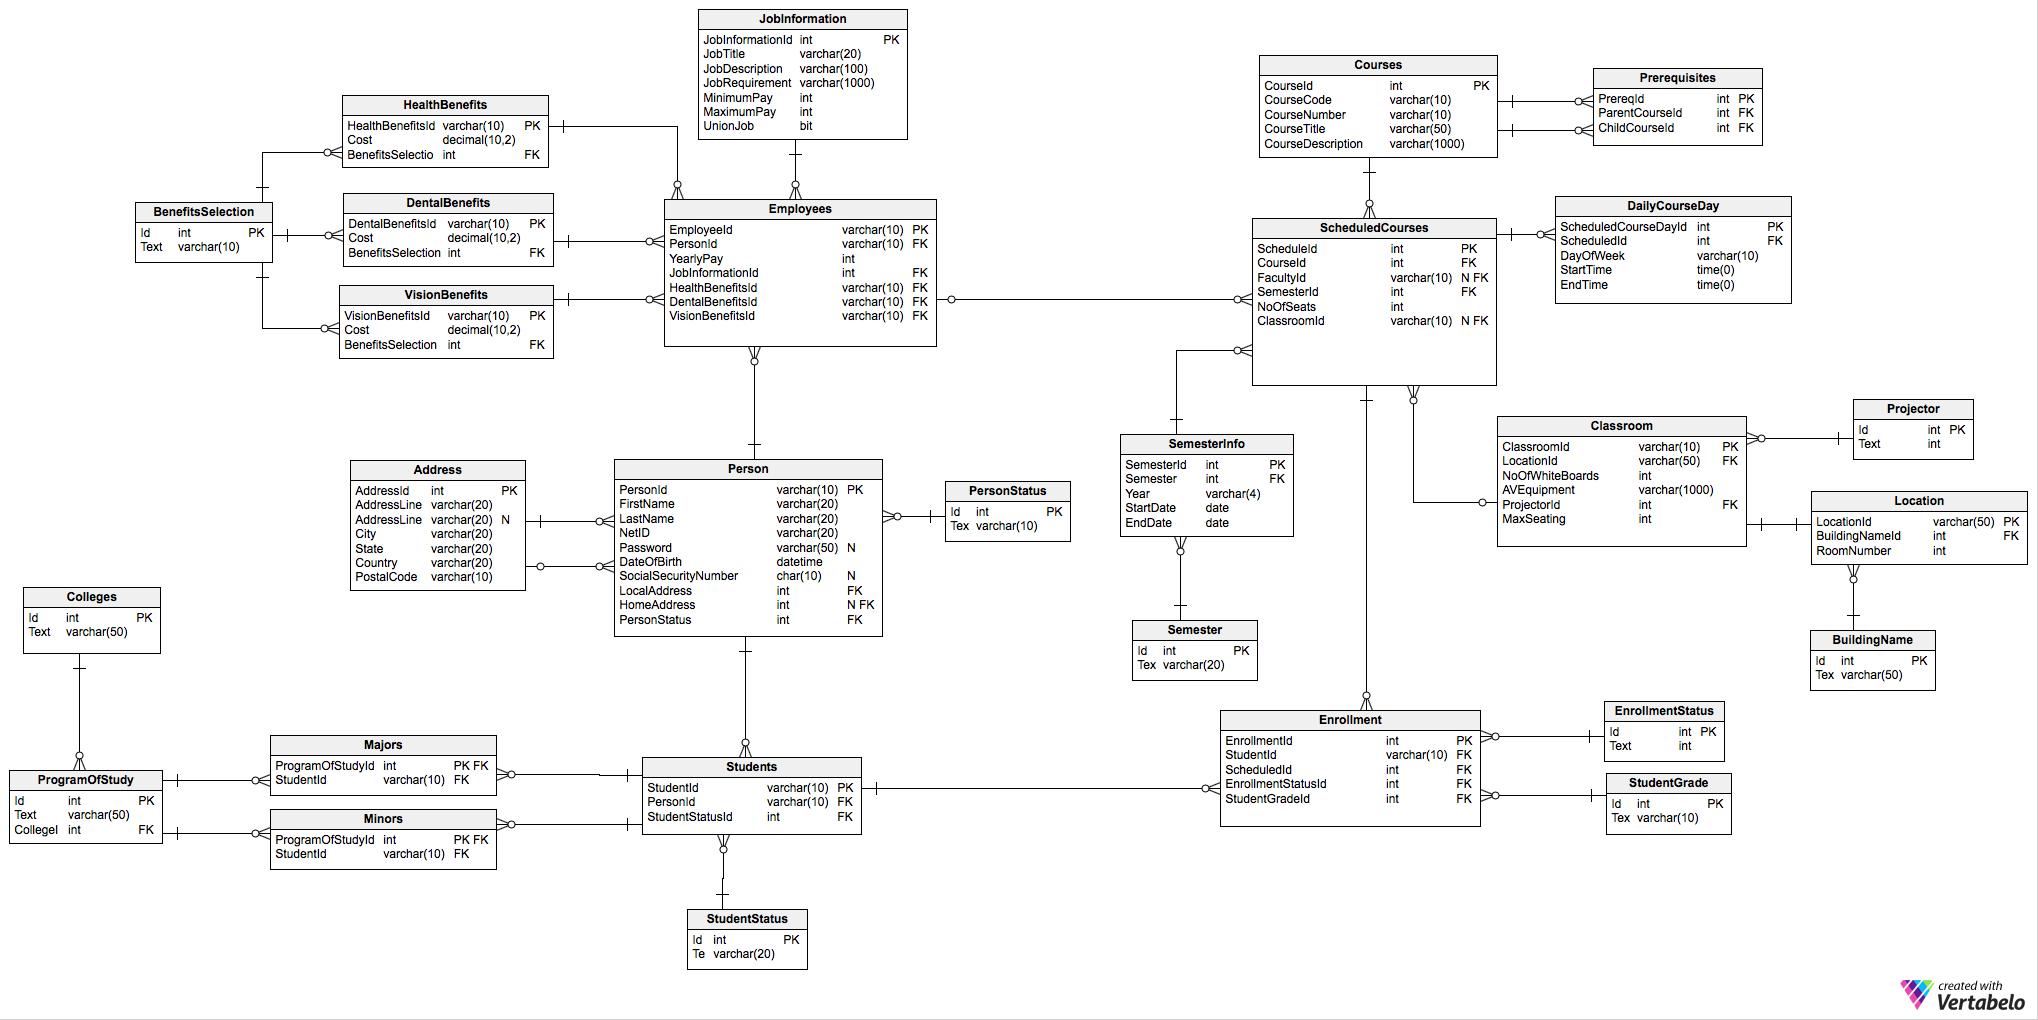 JobInformation
JobInformationId int PK
JobTitle varchar(20)
JobDescription varchar(100)
JobRequirement varchar(1000)
MinimumPay int
MaximumPay int
UnionJob bit
Courses
CourseId int PK
CourseCode varchar(10)
CourseNumber varchar(10)
CourseTitle varchar(50)
CourseDescription varchar(1000)
Prerequisites
PrereqId int PK
ParentCourseId int FK
ChildCourseId int FK
HealthBenefits
HealthBenefitsId varchar(10) PK
Cost decimal(10,2)
BenefitsSelectio int FK
BenefitsSelection
Id int PK
Text varchar(10)
DentalBenefits
DentalBenefitsId varchar(10) PK
Cost decimal(10,2)
BenefitsSelection int FK
VisionBenefits
VisionBenefitsId varchar(10) PK
Cost decimal(10,2)
BenefitsSelection int FK
Employees
EmployeeId varchar(10) PK
PersonId varchar(10) FK
YearlyPay int
JobInformationId int FK
HealthBenefitsId varchar(10) FK
DentalBenefitsId varchar(10) FK
VisionBenefitsId varchar(10) FK
ScheduledCourses
ScheduleId int PK
CourseId int FK
FacultyId varchar(10) N FK
SemesterId int FK
NoOfSeats int
ClassroomId varchar(10) N FK
DailyCourseDay
ScheduledCourseDayId int PK
ScheduledId int FK
DayOfWeek varchar(10)
StartTime time(0)
EndTime time(0)
Address
AddressId int PK
AddressLine varchar(20)
AddressLine varchar(20) N
City varchar(20)
State varchar(20)
Country varchar(20)
PostalCode varchar(10)
Person
PersonId varchar(10) PK
FirstName varchar(20)
LastName varchar(20)
NetID varchar(20)
Password varchar(50) N
DateOfBirth datetime
SocialSecurityNumber char(10) N
LocalAddress int FK
HomeAddress int N FK
PersonStatus int FK
PersonStatus
Id int PK
Tex varchar(10)
SemesterInfo
SemesterId int PK
Semester int FK
Year varchar(4)
StartDate date
EndDate date
Classroom
ClassroomId varchar(10) PK
LocationId varchar(50) FK
NoOfWhiteBoards int
AVEquipment varchar(1000)
ProjectorId int FK
MaxSeating int
Projector
Id int PK
Text int
Location
LocationId varchar(50) PK
BuildingNameId int FK
RoomNumber int
Colleges
Id int PK
Text varchar(50)
Semester
Id int PK
Tex varchar(20)
BuildingName
Id int PK
Tex varchar(50)
ProgramOfStudy
Id int PK
Text varchar(50)
CollegeI int FK
Majors
ProgramOfStudyId int PK FK
StudentId varchar(10) FK
Minors
ProgramOfStudyId int PK FK
StudentId varchar(10) FK
Students
StudentId varchar(10) PK
PersonId varchar(10) FK
StudentStatusId int FK
Enrollment
EnrollmentId int PK
StudentId varchar(10) FK
ScheduledId int FK
EnrollmentStatusId int FK
StudentGradeId int FK
EnrollmentStatus
Id int PK
Text int
StudentGrade
Id int PK
Tex varchar(10)
StudentStatus
Id int PK
Te varchar(20)
created with
Vertabelo